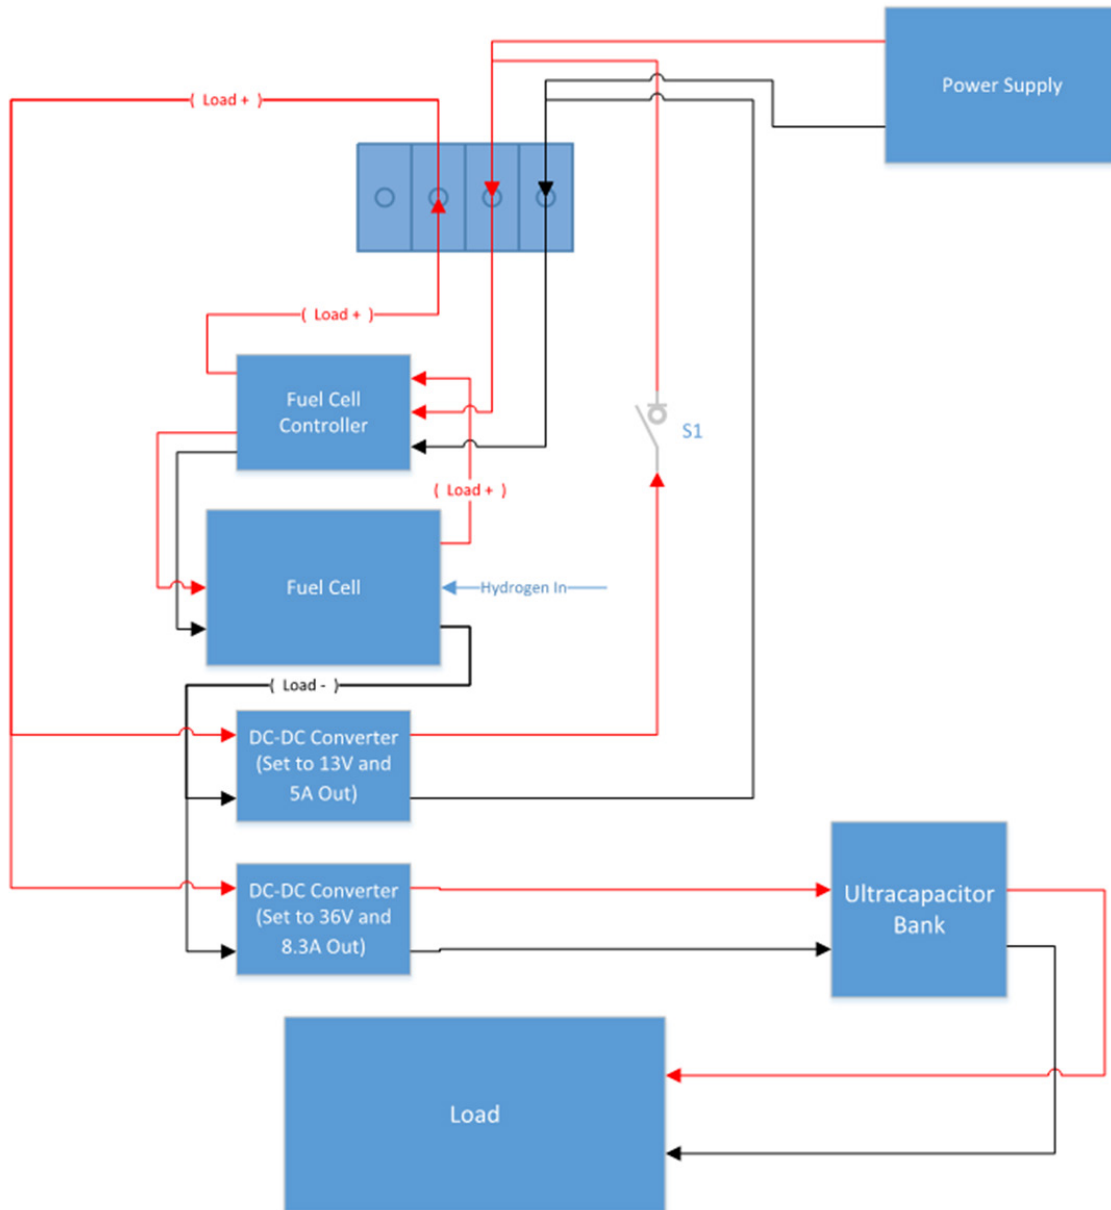 Power Supply
( Load + )
( Load + )
Fuel Cell
Controller
S1
( Load + )
Fuel Cell
Hydrogen In
( Load - )
DC-DC Converter
(Set to 13V and
5A Out)
DC-DC Converter
(Set to 36V and
8.3A Out)
Ultracapacitor
Bank
Load